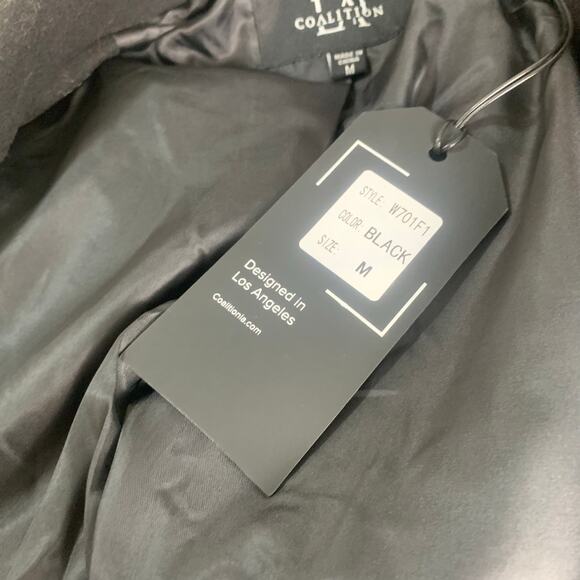 COALITION
LA
MADE IN
CHINA
M
STYLE: W701F1
COLOR: BLACK
SIZE: M
Designed in
Los Angeles
Coalitionla.com